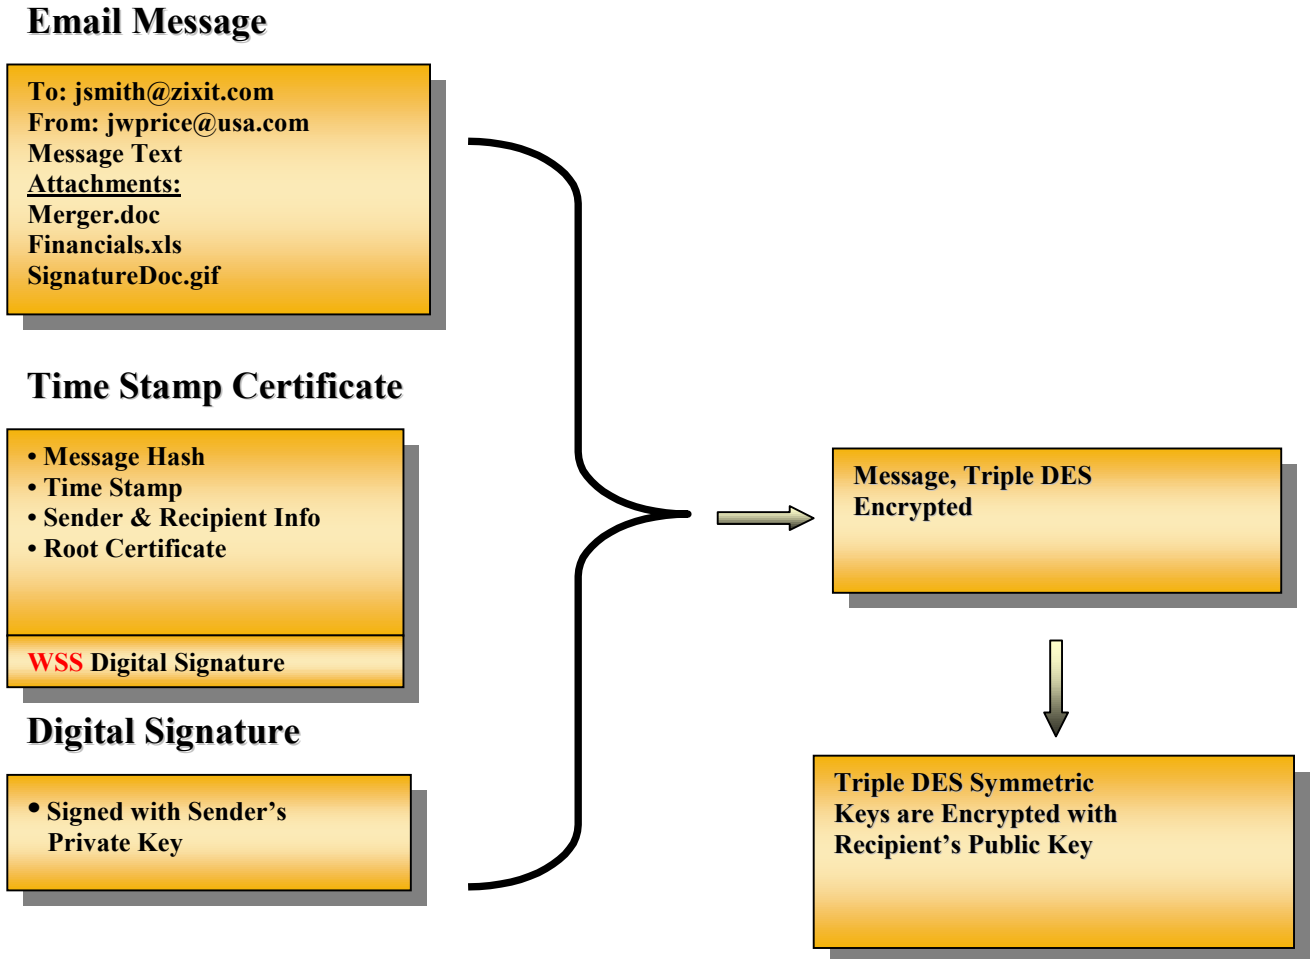 Email Message
To: jsmith@zixit.com
From: jwprice@usa.com
Message Text
Attachments:
Merger.doc
Financials.xls
SignatureDoc.gif
Time Stamp Certificate
• Message Hash
• Time Stamp
• Sender & Recipient Info
• Root Certificate
WSS Digital Signature
Digital Signature
• Signed with Sender’s
Private Key
Message, Triple DES
Encrypted
Triple DES Symmetric
Keys are Encrypted with
Recipient’s Public Key